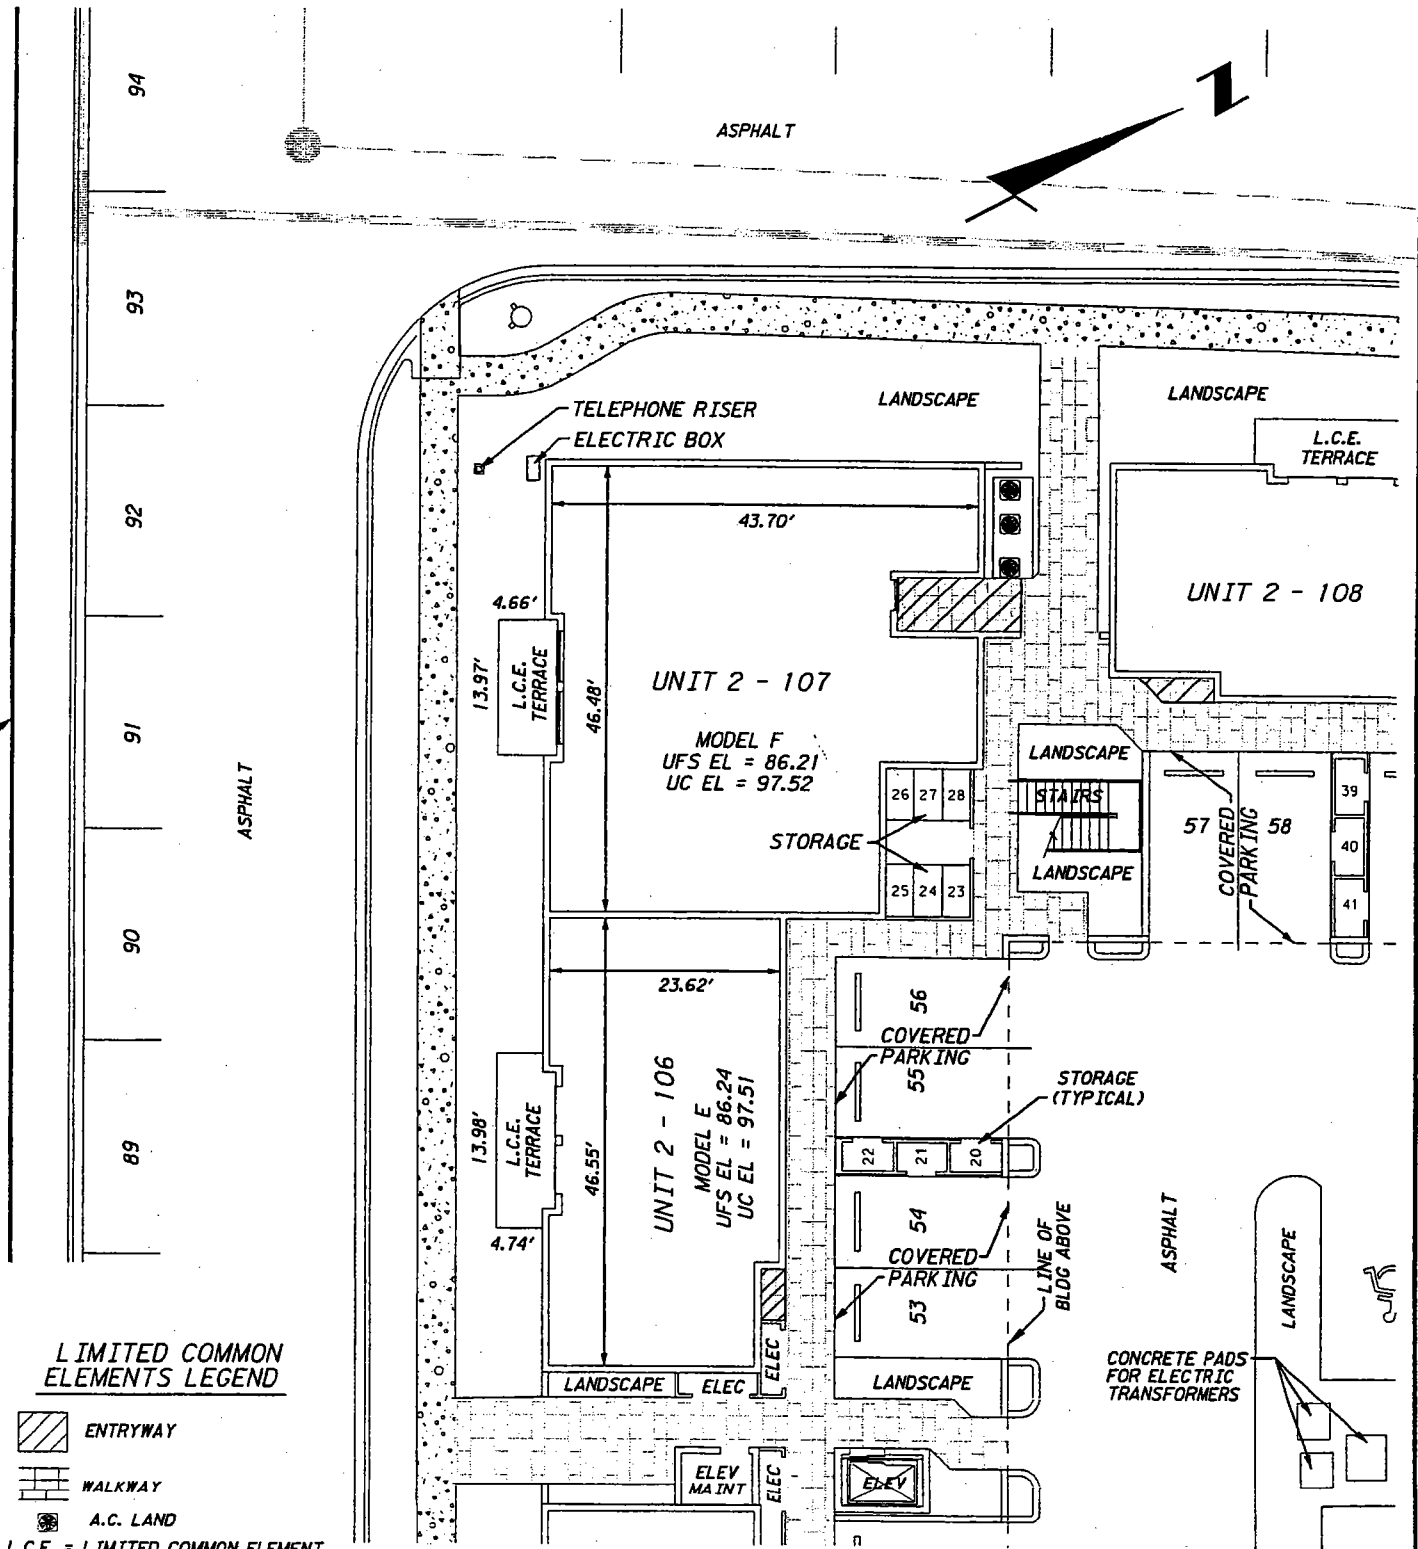 94
Z
ASPHALT
93
LANDSCAPE
LANDSCAPE
TELEPHONE RISER
ELECTRIC BOX
L.C.E.
TERRACE
92
43.70'
UNIT 2 - 108
4.66'
13.97'
L.C.E.
TERRACE
46.48'
UNIT 2 - 107
MODEL F
UFS EL = 86.21
UC EL = 97.52
91
ASPHALT
LANDSCAPE
STAIRS
LANDSCAPE
26 27 28
STORAGE
25 24 23
57
COVERED
PARKING
58
39
40
41
90
23.62'
56
COVERED
PARKING
55
STORAGE
(TYPICAL)
89
13.98'
L.C.E.
TERRACE
4.74'
46.55'
UNIT 2 - 106
MODEL E
UFS EL = 86.24
UC EL = 97.51
22
21
20
54
COVERED
PARKING
53
LINE OF
BLDG ABOVE
ASPHALT
LANDSCAPE
CONCRETE PADS
FOR ELECTRIC
TRANSFORMERS
LANDSCAPE
ELEC
ELEC
LANDSCAPE
ELEV
MAINT
ELEC
ELEV
LIMITED COMMON
ELEMENTS LEGEND
ENTRYWAY
WALKWAY
A.C. LAND
L.C.E. = LIMITED COMMON ELEMENT